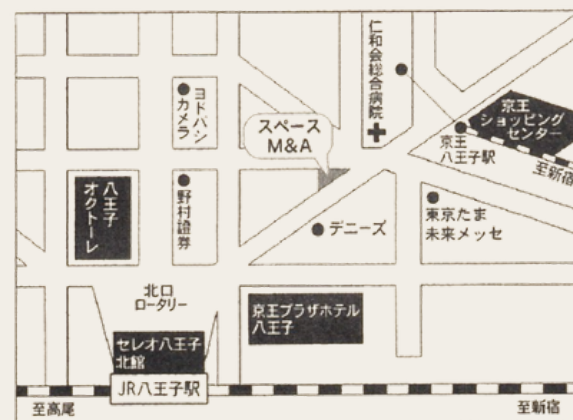 仁和会総合病院
ヨドバシ
カメラ
スペース
M&A
京王
ショッピング
センター
京王
八王子駅
至新宿
八王子
オクトーレ
野村證券
デニーズ
東京たま
未来メッセ
北口
ロータリー
京王プラザホテル
八王子
セレオ八王子
北館
JR八王子駅
至高尾
至新宿